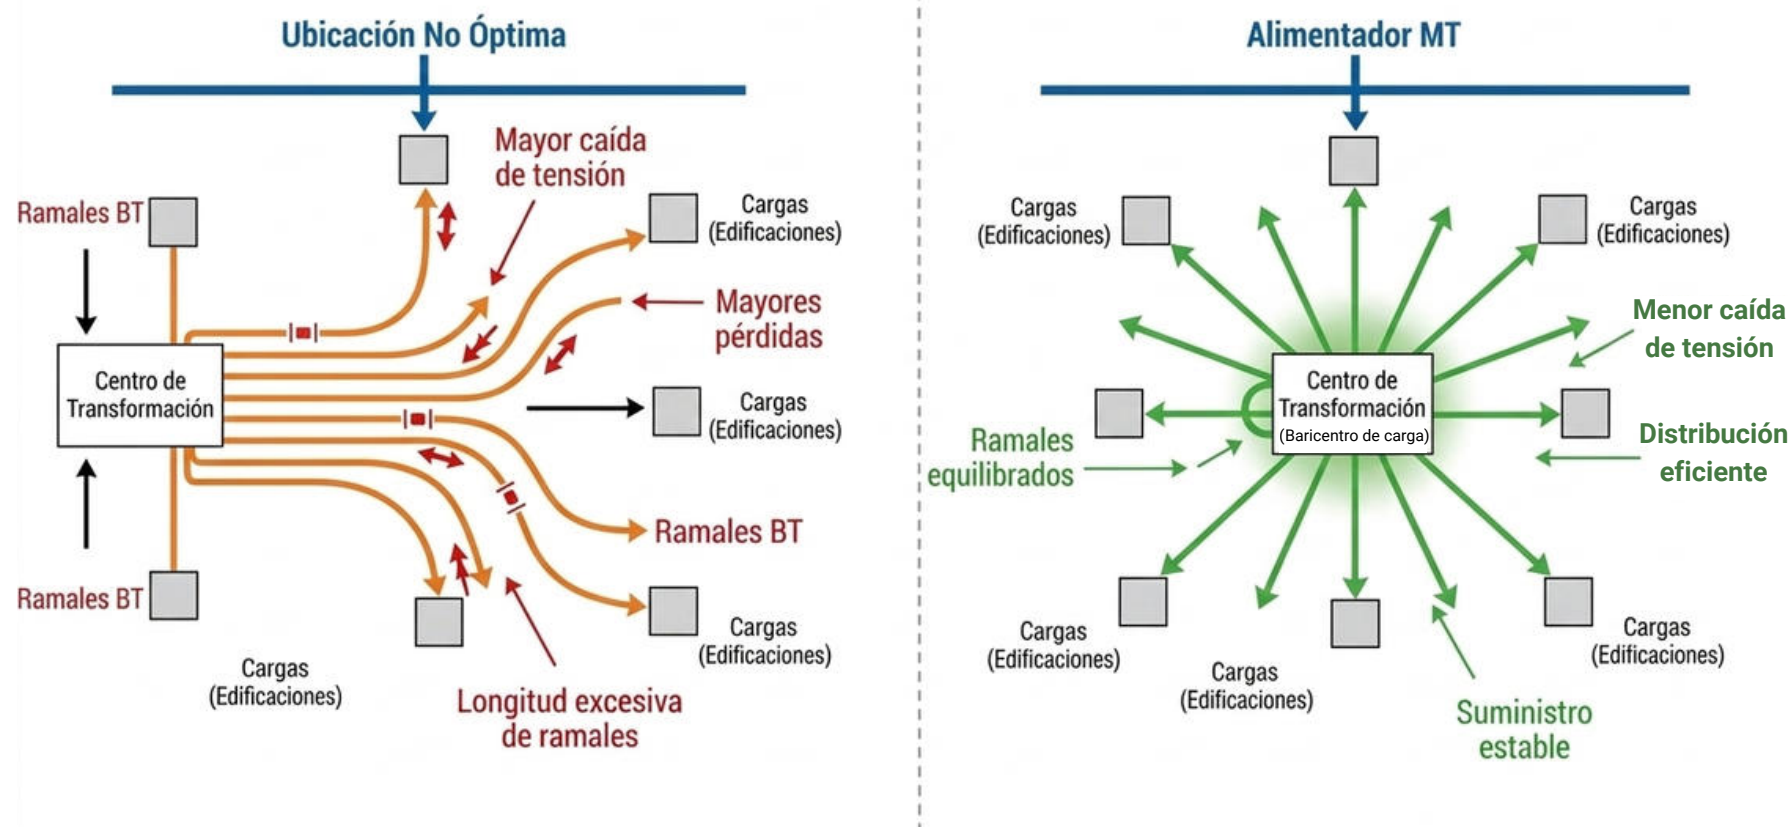 Ubicación No Óptima
Mayor caída
de tensión
Ramales BT
Cargas
(Edificaciones)
Mayores
pérdidas
Centro de
Transformación
Cargas
(Edificaciones)
Ramales BT
Ramales BT
Cargas
(Edificaciones)
Cargas
(Edificaciones)
Longitud excesiva
de ramales
Alimentador MT
Cargas
(Edificaciones)
Cargas
(Edificaciones)
Menor caída
de tensión
Centro de
Transformación
(Baricentro de carga)
Ramales
equilibrados
Distribución
eficiente
Cargas
(Edificaciones)
Cargas
(Edificaciones)
Cargas
(Edificaciones)
Suministro
estable